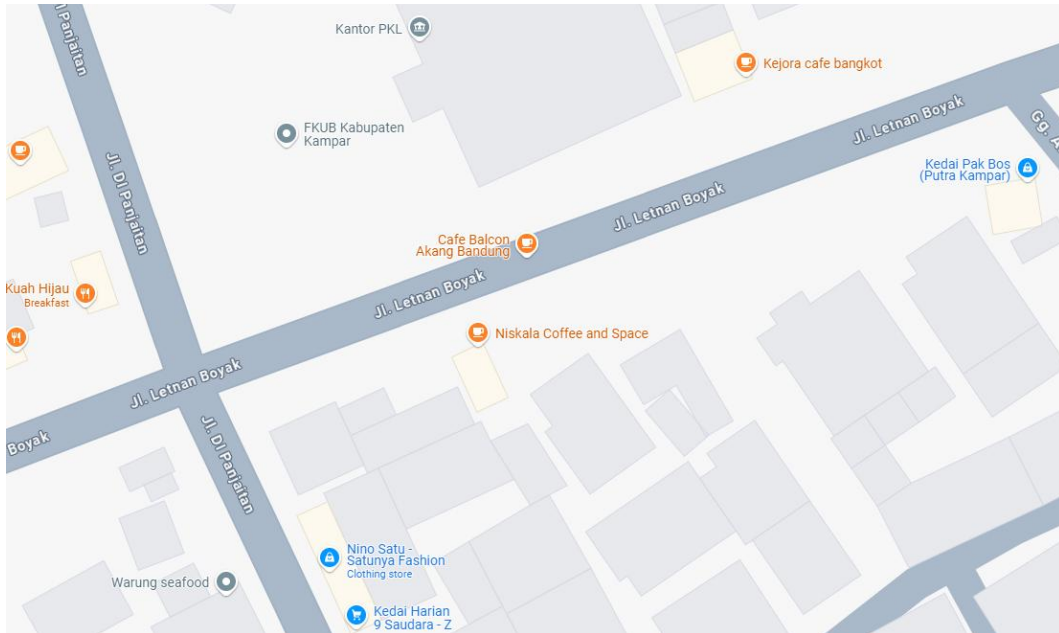 Kantor PKL
Kejora cafe bangkot
FKUB Kabupaten
Kampar
Jl. Letnan Boyak
Kedai Pak Bos
(Putra Kampar)
Jl. DI Panjaitan
Jl. Letnan Boyak
Cafe Balcon
Akang Bandung
Kuah Hijau
Breakfast
Jl. Letnan Boyak
Niskala Coffee and Space
Jl. Letnan Boyak
Boyak
Jl. DI Panjaitan
Nino Satu -
Satunya Fashion
Clothing store
Warung seafood
Kedai Harian
9 Saudara - Z